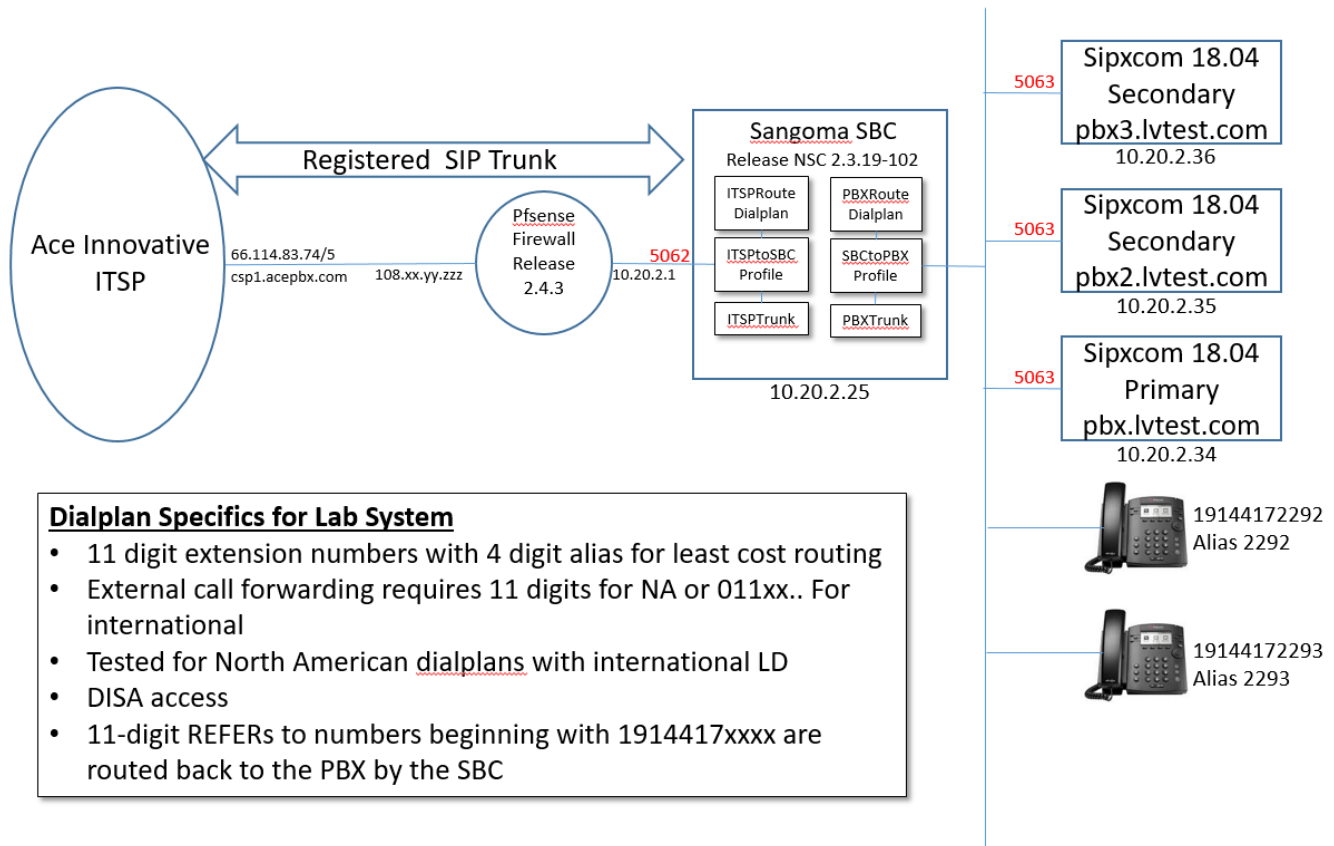 Ace Innovative
ITSP
Registered  SIP Trunk
66.114.83.74/5
csp1.acepbx.com
108.xx.yy.zzz
Pfsense
Firewall
Release
2.4.3
5062
10.20.2.1
Sangoma SBC
Release NSC 2.3.19-102
ITSPRoute
Dialplan
PBXRoute
Dialplan
ITSPtoSBC
Profile
SBCtoPBX
Profile
ITSPTrunk
PBXTrunk
10.20.2.25
5063
Sipxcom 18.04
Secondary
pbx3.lvtest.com
10.20.2.36
5063
Sipxcom 18.04
Secondary
pbx2.lvtest.com
10.20.2.35
5063
Sipxcom 18.04
Primary
pbx.lvtest.com
10.20.2.34
19144172292
Alias 2292
19144172293
Alias 2293
Dialplan Specifics for Lab System
• 11 digit extension numbers with 4 digit alias for least cost routing
• External call forwarding requires 11 digits for NA or 011xx.. For
international
• Tested for North American dialplans with international LD
• DISA access
• 11-digit REFERs to numbers beginning with 1914417xxxx are
routed back to the PBX by the SBC